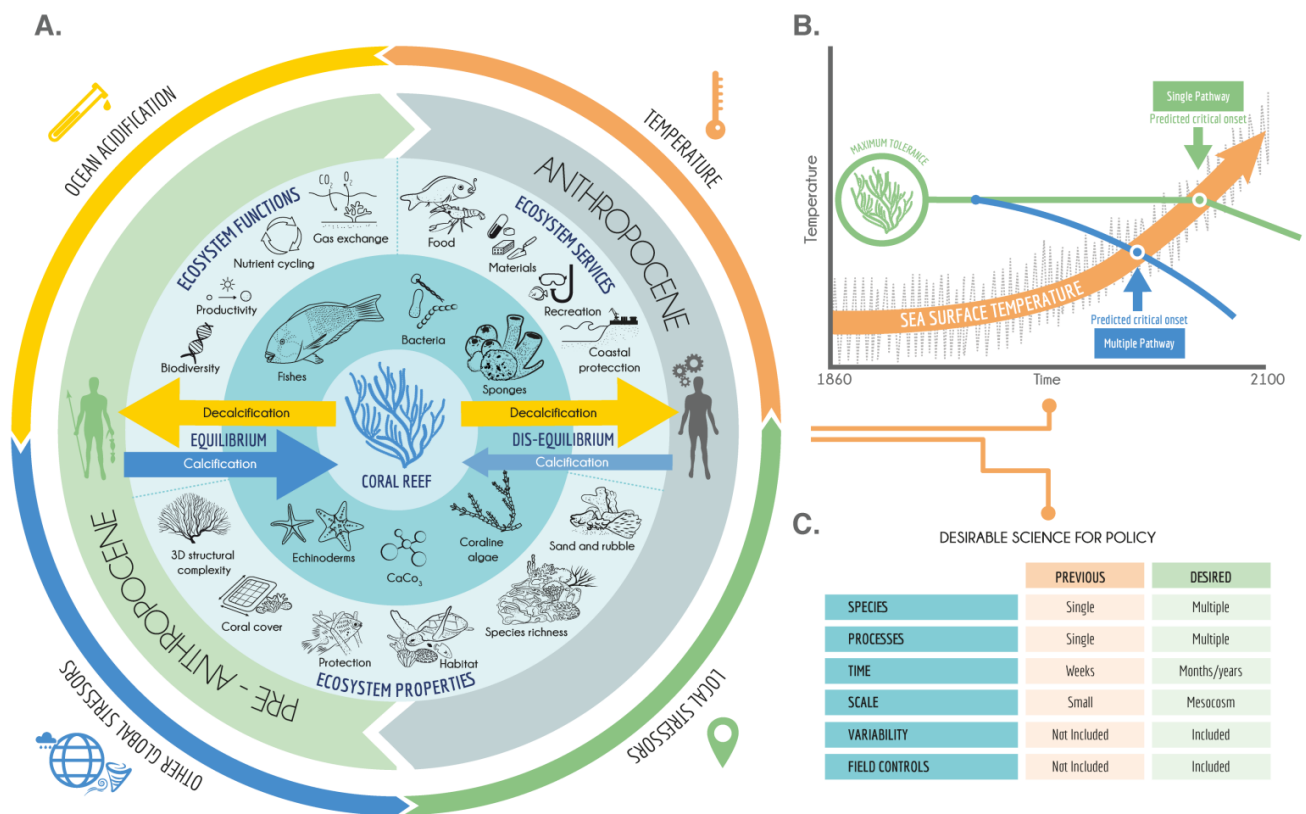 A.
OCEAN ACIDIFICATION
TEMPERATURE
OTHER GLOBAL STRESSORS
LOCAL STRESSORS
PRE - ANTHROPOCENE
ANTHROPOCENE
ECOSYSTEM FUNCTIONS
CO2 O2
Gas exchange
Nutrient cycling
Productivity
Biodiversity
ECOSYSTEM SERVICES
Food
Materials
Recreation
Coastal
protecction
Bacteria
Fishes
Sponges
Decalcification
Decalcification
EQUILIBRIUM
DIS-EQUILIBRIUM
Calcification
Calcification
CORAL REEF
Echinoderms
CaCo3
Coraline
algae
3D structural
complexity
Coral cover
Protection
Habitat
Species richness
Sand and rubble
ECOSYSTEM PROPERTIES
B.
Temperature
MAXIMUM TOLERANCE
Single Pathway
Predicted critical onset
SEA SURFACE TEMPERATURE
Predicted critical onset
Multiple Pathway
1860
Time
2100
C.
DESIRABLE SCIENCE FOR POLICY
PREVIOUS DESIRED
SPECIES Single Multiple
PROCESSES Single Multiple
TIME Weeks Months/years
SCALE Small Mesocosm
VARIABILITY Not Included Included
FIELD CONTROLS Not Included Included